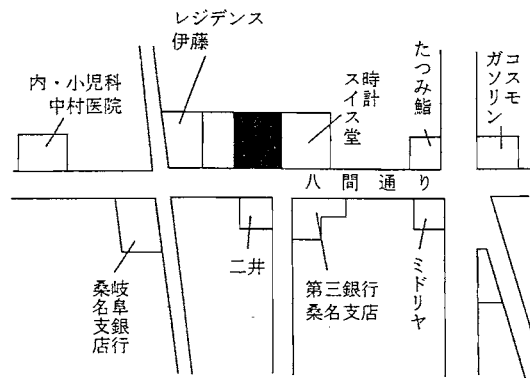 レジデンス
伊藤
内・小児科
中村医院
時計
スイス堂
たつみ鮨
コスモ
ガソリン
八間通り
岐阜銀行
桑名支店
二井
第三銀行
桑名支店
ミドリヤ